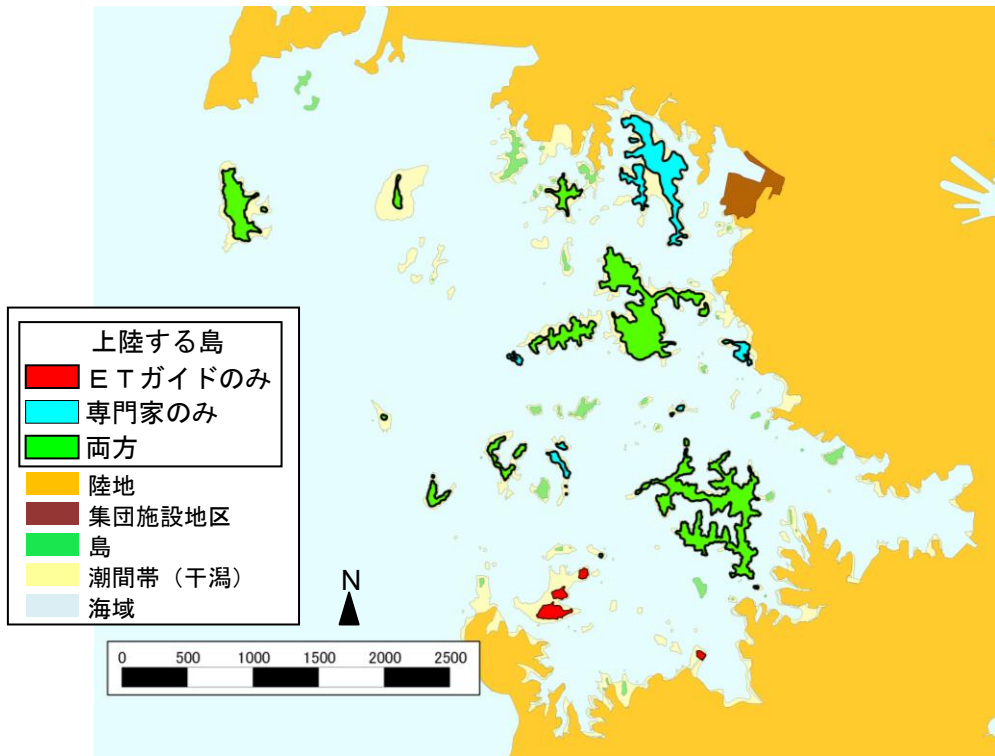 上陸する島
ＥＴガイドのみ
専門家のみ
両方
陸地
集団施設地区
島
潮間帯（干潟）
海域
N
0 500 1000 1500 2000 2500